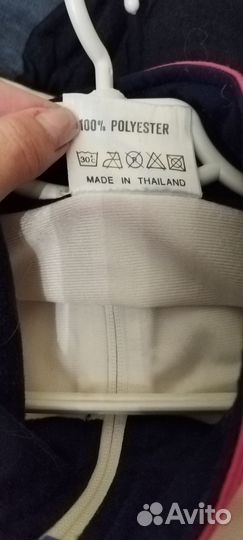 100% POLYESTER
30°
MADE IN THAILAND
Avito